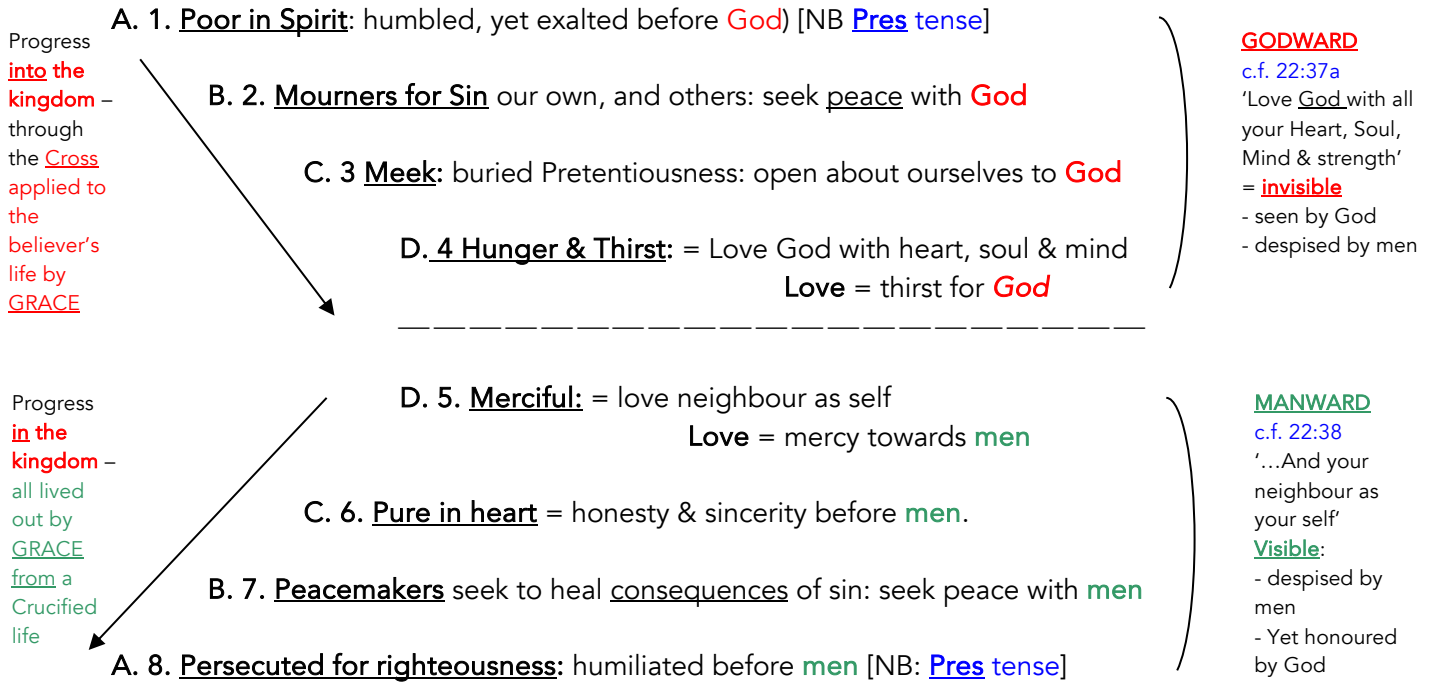 A. 1. Poor in Spirit: humbled, yet exalted before God) [NB Pres tense]
Progress
into the
kingdom –
through
the Cross
applied to
the
believer's
life by
GRACE
B. 2. Mourners for Sin our own, and others: seek peace with God
C. 3 Meek: buried Pretentiousness: open about ourselves to God
D. 4 Hunger & Thirst: = Love God with heart, soul & mind
Love = thirst for God
GODWARD
c.f. 22:37a
'Love God with all
your Heart, Soul,
Mind & strength'
= invisible
- seen by God
- despised by men
Progress
in the
kingdom –
all lived
out by
GRACE
from a
Crucified
life
D. 5. Merciful: = love neighbour as self
Love = mercy towards men
C. 6. Pure in heart = honesty & sincerity before men.
B. 7. Peacemakers seek to heal consequences of sin: seek peace with men
A. 8. Persecuted for righteousness: humiliated before men [NB: Pres tense]
MANWARD
c.f. 22:38
'…And your
neighbour as
your self'
Visible:
- despised by
men
- Yet honoured
by God